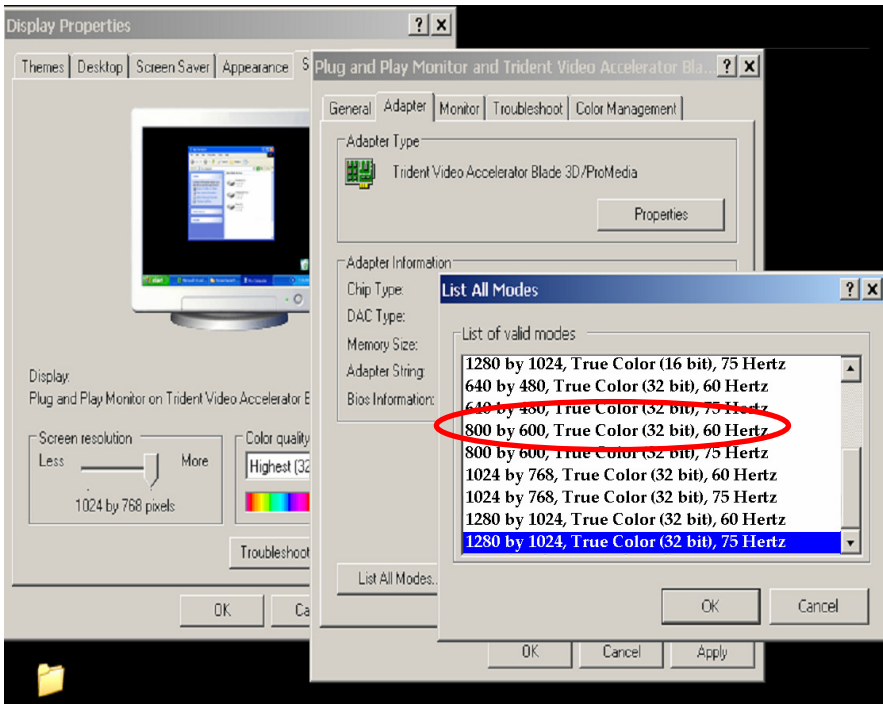 Display Properties
Themes Desktop Screen Saver Appearance S
Display:
Plug and Play Monitor on Trident Video Accelerator B
Screen resolution
Less More
1024 by 768 pixels
Color quality
Highest (32
Troubleshoot
OK Ca
Plug and Play Monitor and Trident Video Accelerator Bla...
General Adapter Monitor Troubleshoot Color Management
Adapter Type
Trident Video Accelerator Blade 3D/ProMedia
Properties
Adapter Information
Chip Type:
DAC Type:
Memory Size:
Adapter String:
Bios Information:
List All Modes..
OK Cancel Apply
List All Modes
List of valid modes
1280 by 1024, True Color (16 bit), 75 Hertz
640 by 480, True Color (32 bit), 60 Hertz
640 by 480, True Color (32 bit), 75 Hertz
800 by 600, True Color (32 bit), 60 Hertz
800 by 600, True Color (32 bit), 75 Hertz
1024 by 768, True Color (32 bit), 60 Hertz
1024 by 768, True Color (32 bit), 75 Hertz
1280 by 1024, True Color (32 bit), 60 Hertz
1280 by 1024, True Color (32 bit), 75 Hertz
OK Cancel